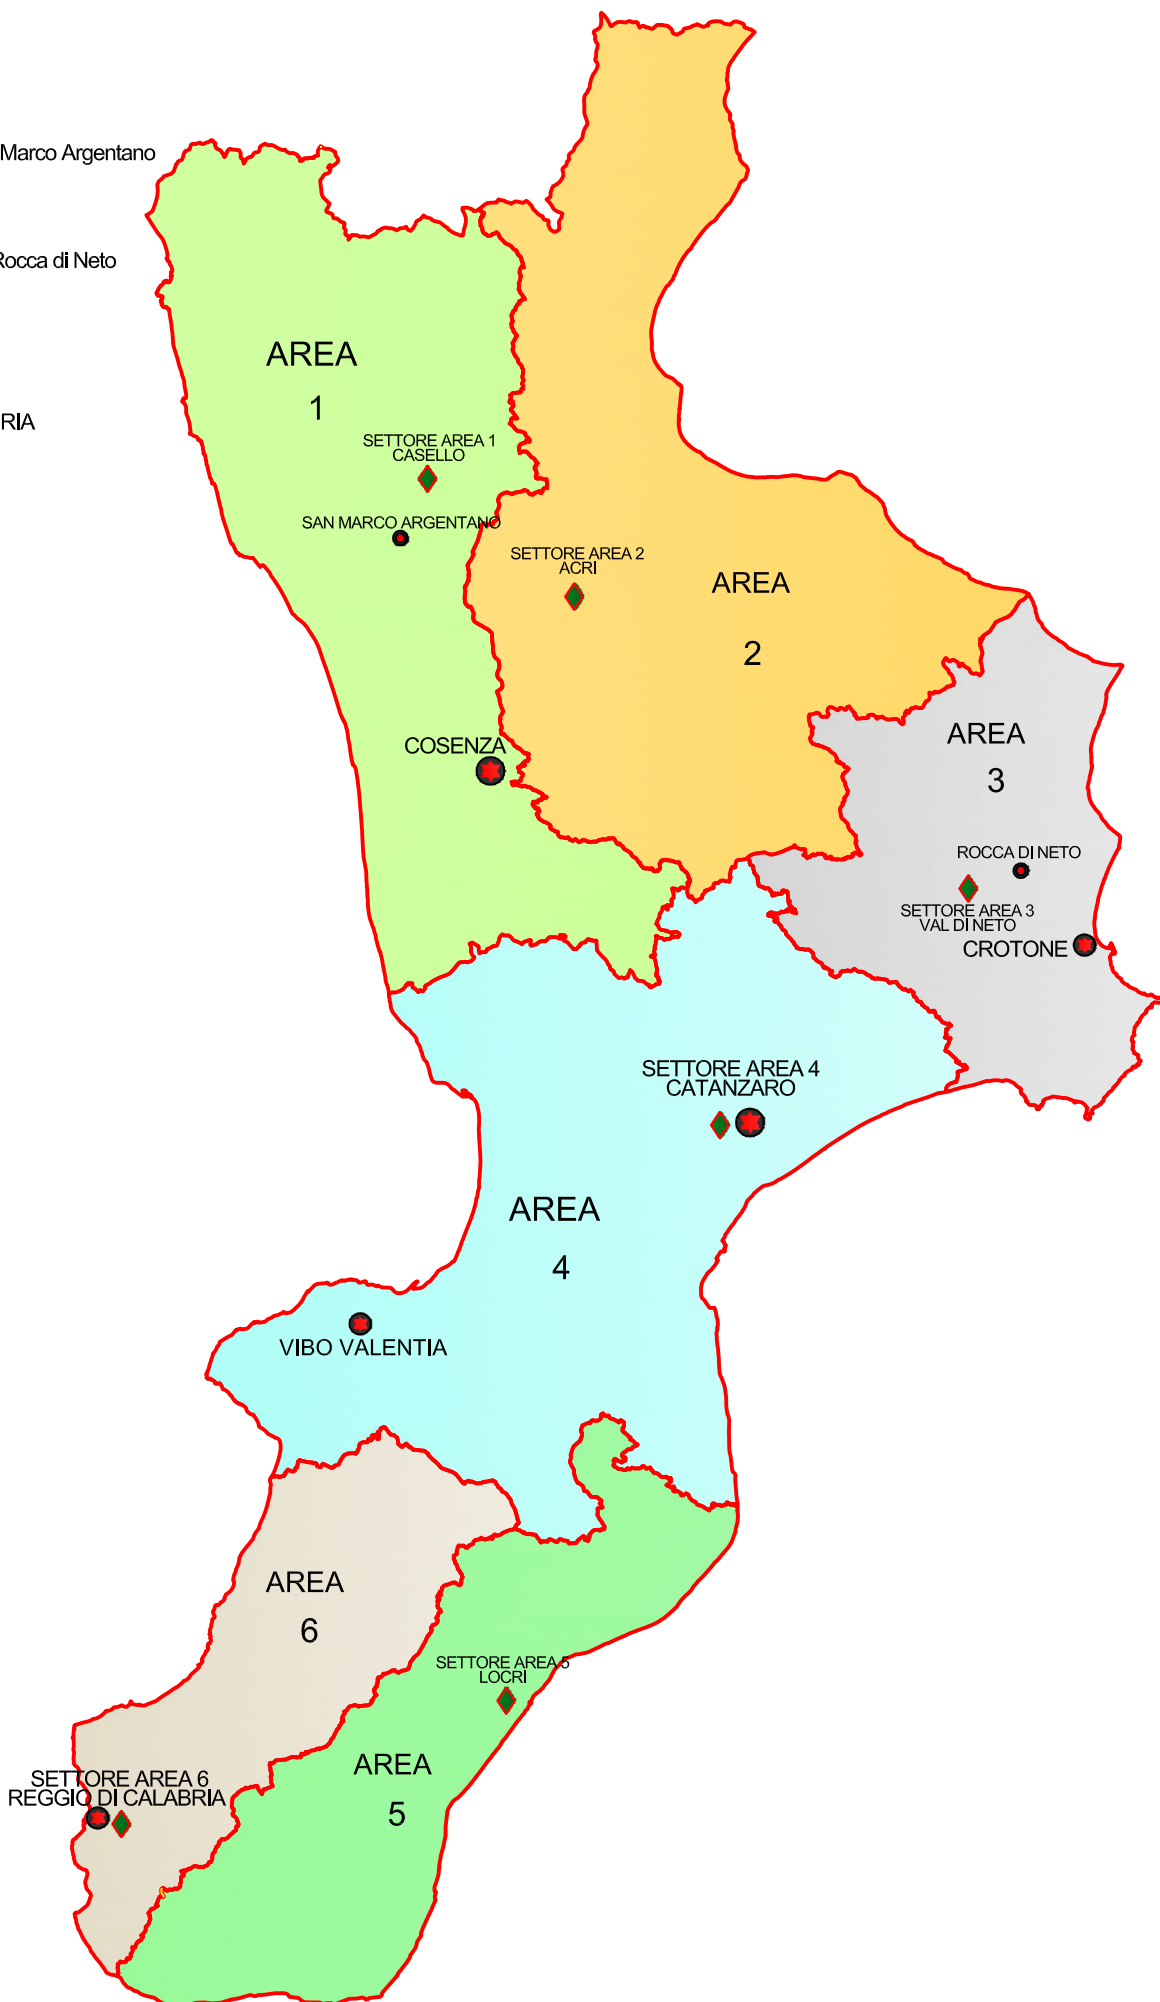 Marco Argentano
Rocca di Neto
RIA
AREA
1
SETTORE AREA 1
CASELLO
SAN MARCO ARGENTANO
SETTORE AREA 2
ACRI
AREA
2
COSENZA
AREA
3
ROCCA DI NETO
SETTORE AREA 3
VAL DI NETO
CROTONE
SETTORE AREA 4
CATANZARO
AREA
4
VIBO VALENTIA
AREA
6
SETTORE AREA 5
LOCRI
AREA
5
SETTORE AREA 6
REGGIO DI CALABRIA